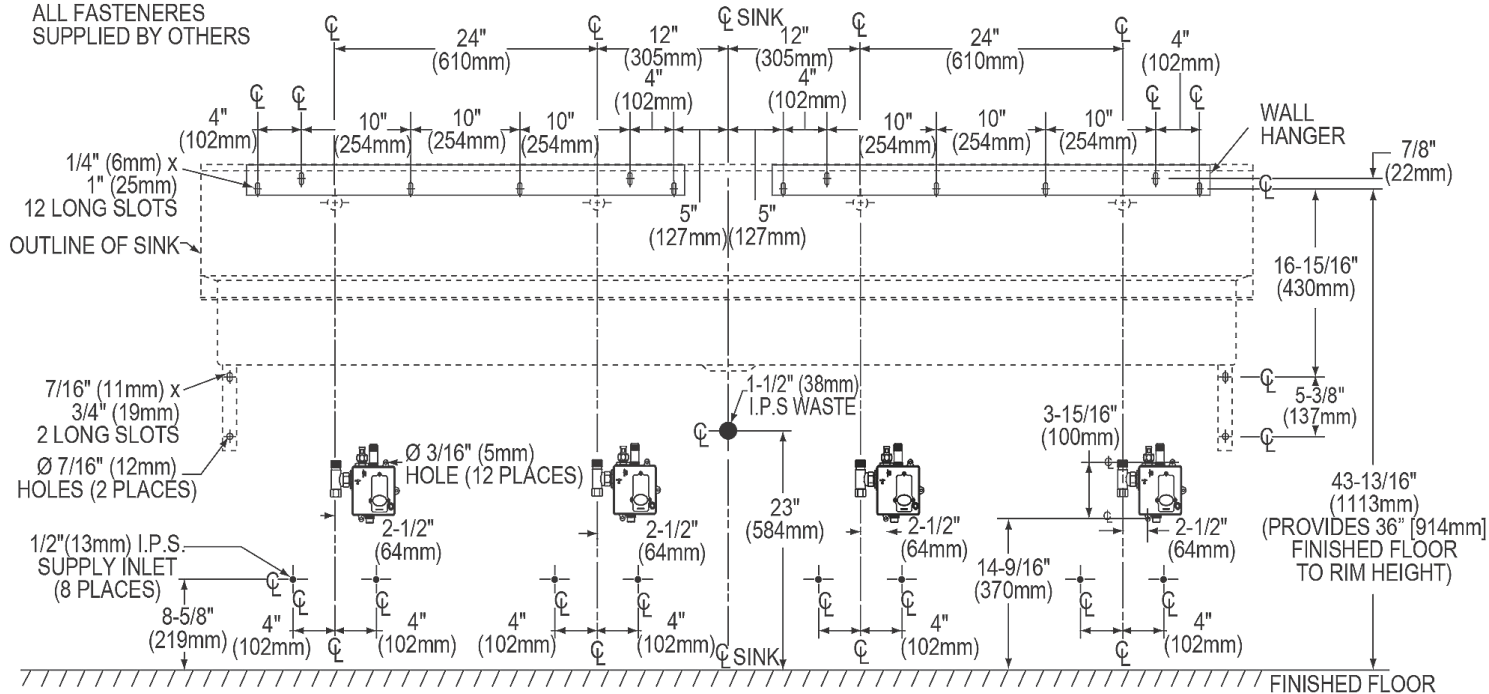 ALL FASTENERES
SUPPLIED BY OTHERS
℄
℄
℄ SINK
℄
℄
24"
(610mm)
12"
(305mm)
12"
(305mm)
24"
(610mm)
4"
(102mm)
4"
(102mm)
4"
(102mm)
℄
℄
℄
℄
4"
(102mm)
10"
(254mm)
10"
(254mm)
10"
(254mm)
10"
(254mm)
10"
(254mm)
10"
(254mm)
4"
WALL
HANGER
7/8"
(22mm)
℄
1/4" (6mm) x
1" (25mm)
12 LONG SLOTS
5"
(127mm)
5"
(127mm)
OUTLINE OF SINK
16-15/16"
(430mm)
7/16" (11mm) x
3/4" (19mm)
2 LONG SLOTS
1-1/2" (38mm)
I.P.S WASTE
℄
℄
5-3/8"
(137mm)
℄
Ø 7/16" (12mm)
HOLES (2 PLACES)
Ø 3/16" (5mm)
HOLE (12 PLACES)
3-15/16"
(100mm)
℄
℄
23"
(584mm)
43-13/16"
(1113mm)
(PROVIDES 36" [914mm]
FINISHED FLOOR
TO RIM HEIGHT)
2-1/2"
(64mm)
2-1/2"
(64mm)
2-1/2"
(64mm)
2-1/2"
(64mm)
14-9/16"
(370mm)
1/2"(13mm) I.P.S.
SUPPLY INLET
(8 PLACES)
℄
℄
℄
℄
℄
℄
℄
℄
℄
8-5/8"
(219mm)
4"
(102mm)
4"
(102mm)
4"
(102mm)
4"
(102mm)
4"
(102mm)
4"
(102mm)
℄
℄
℄ SINK
℄
℄
FINISHED FLOOR